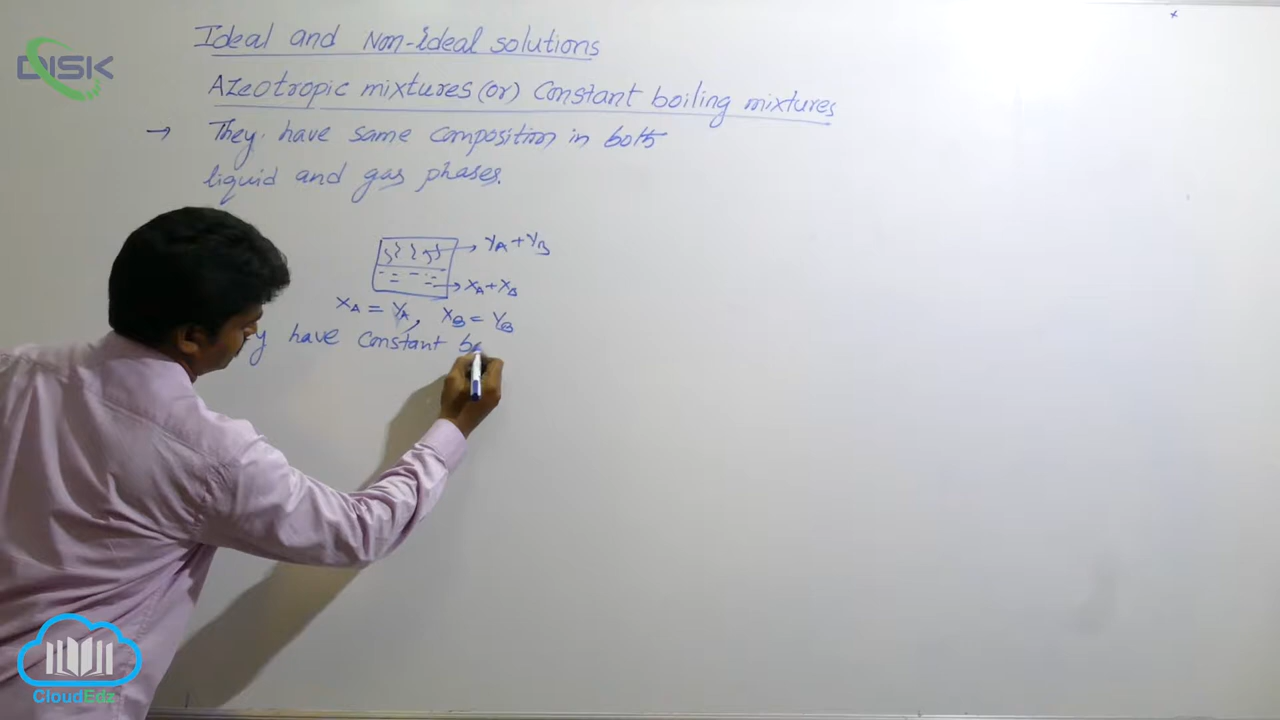 DISK
Ideal and Non-ideal solutions
Azeotropic mixtures (or) Constant boiling mixtures
→ They have same composition in both
liquid and gas phases.
→ YA + YB
→ XA + XB
XA = YA, XB = YB
have constant
CloudEdz